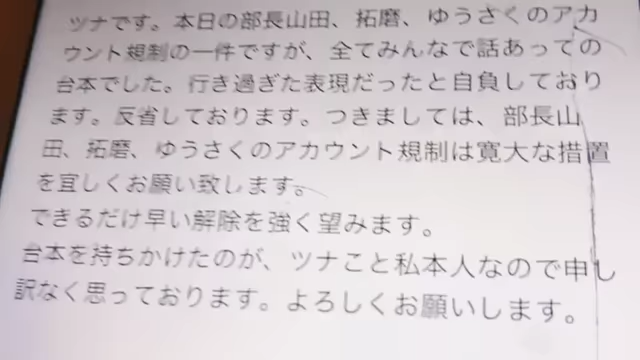 ツナです。本日の部長山田、拓磨、ゆうさくのアカ
ウント規制の一件ですが、全てみんなで話あっての
台本でした。行き過ぎた表現だったと自負しており
ます。反省しております。つきましては、部長山
田、拓磨、ゆうさくのアカウント規制は寛大な措置
を宜しくお願い致します。
できるだけ早い解除を強く望みます。
台本を持ちかけたのが、ツナこと私本人なので申し
訳なく思っております。よろしくお願いします。